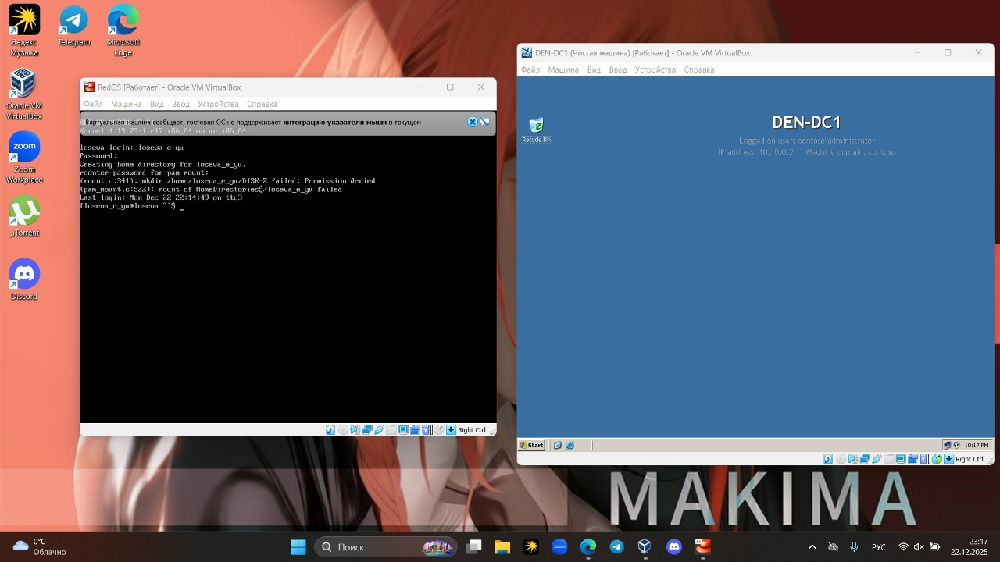 Яндекс
Музыка
Telegram
Microsoft
Edge
Oracle VM
VirtualBox
Zoom
Workplace
µTorrent
Discord
RedOS [Работает] - Oracle VM VirtualBox
Файл Машина Вид Ввод Устройства Справка
Виртуальная машина сообщает, гостевая ОС не поддерживает интеграцию указателя мыши в текущем
Kernel 4.19.79-1.el7.x86_64 on an x86_64
loseva login: loseva_e_yu
Password:
Creating home directory for loseva_e_yu.
reenter password for pam_mount:
(mount.c:341): mkdir /home/loseva_e_yu/DISK-Z failed: Permission denied
(pam_mount.c:522): mount of HomeDirectories$/loseva_e_yu failed
Last login: Mon Dec 22 22:14:49 on tty3
[loseva_e_yu@loseva ~]$ _
Right Ctrl
DEN-DC1 (Чистая машина) [Работает] - Oracle VM VirtualBox
Файл Машина Вид Ввод Устройства Справка
Recycle Bin
DEN-DC1
Logged on user: contoso\administrator
IP address: 10.10.0.2 Machine domain: contoso
Start
10:17 PM
Right Ctrl
MAKIMA
0°C
Облачно
Поиск
zoom
РУС
23:17
22.12.2025